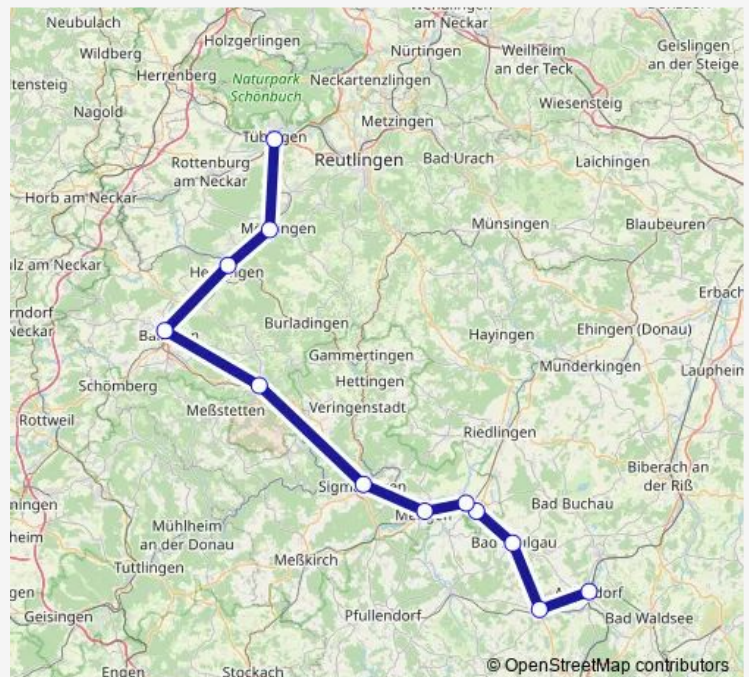 Neubulach
am Neckar
Holzgerlingen
Wildberg
Nürtingen
Weilheim
an der Teck
Geislingen
an der Steige
Herrenberg
Naturpark
Schönbuch
Neckartenzlingen
Nagold
Metzingen
Wiesensteig
Rottenburg
am Neckar
Reutlingen
Bad Urach
Laichingen
Horb am Neckar
Münsingen
Blaubeuren
Erbach
Burladingen
Hayingen
Ehingen (Donau)
Gammertingen
Munderkingen
Laupheim
Schömberg
Hettingen
Meßstetten
Veringenstadt
Rottweil
Riedlingen
Biberach an
der Riß
Bad Buchau
Mühlheim
an der Donau
Meßkirch
Tuttlingen
Geisingen
Pfullendorf
Bad Waldsee
Engen
Stockach
© OpenStreetMap contributors